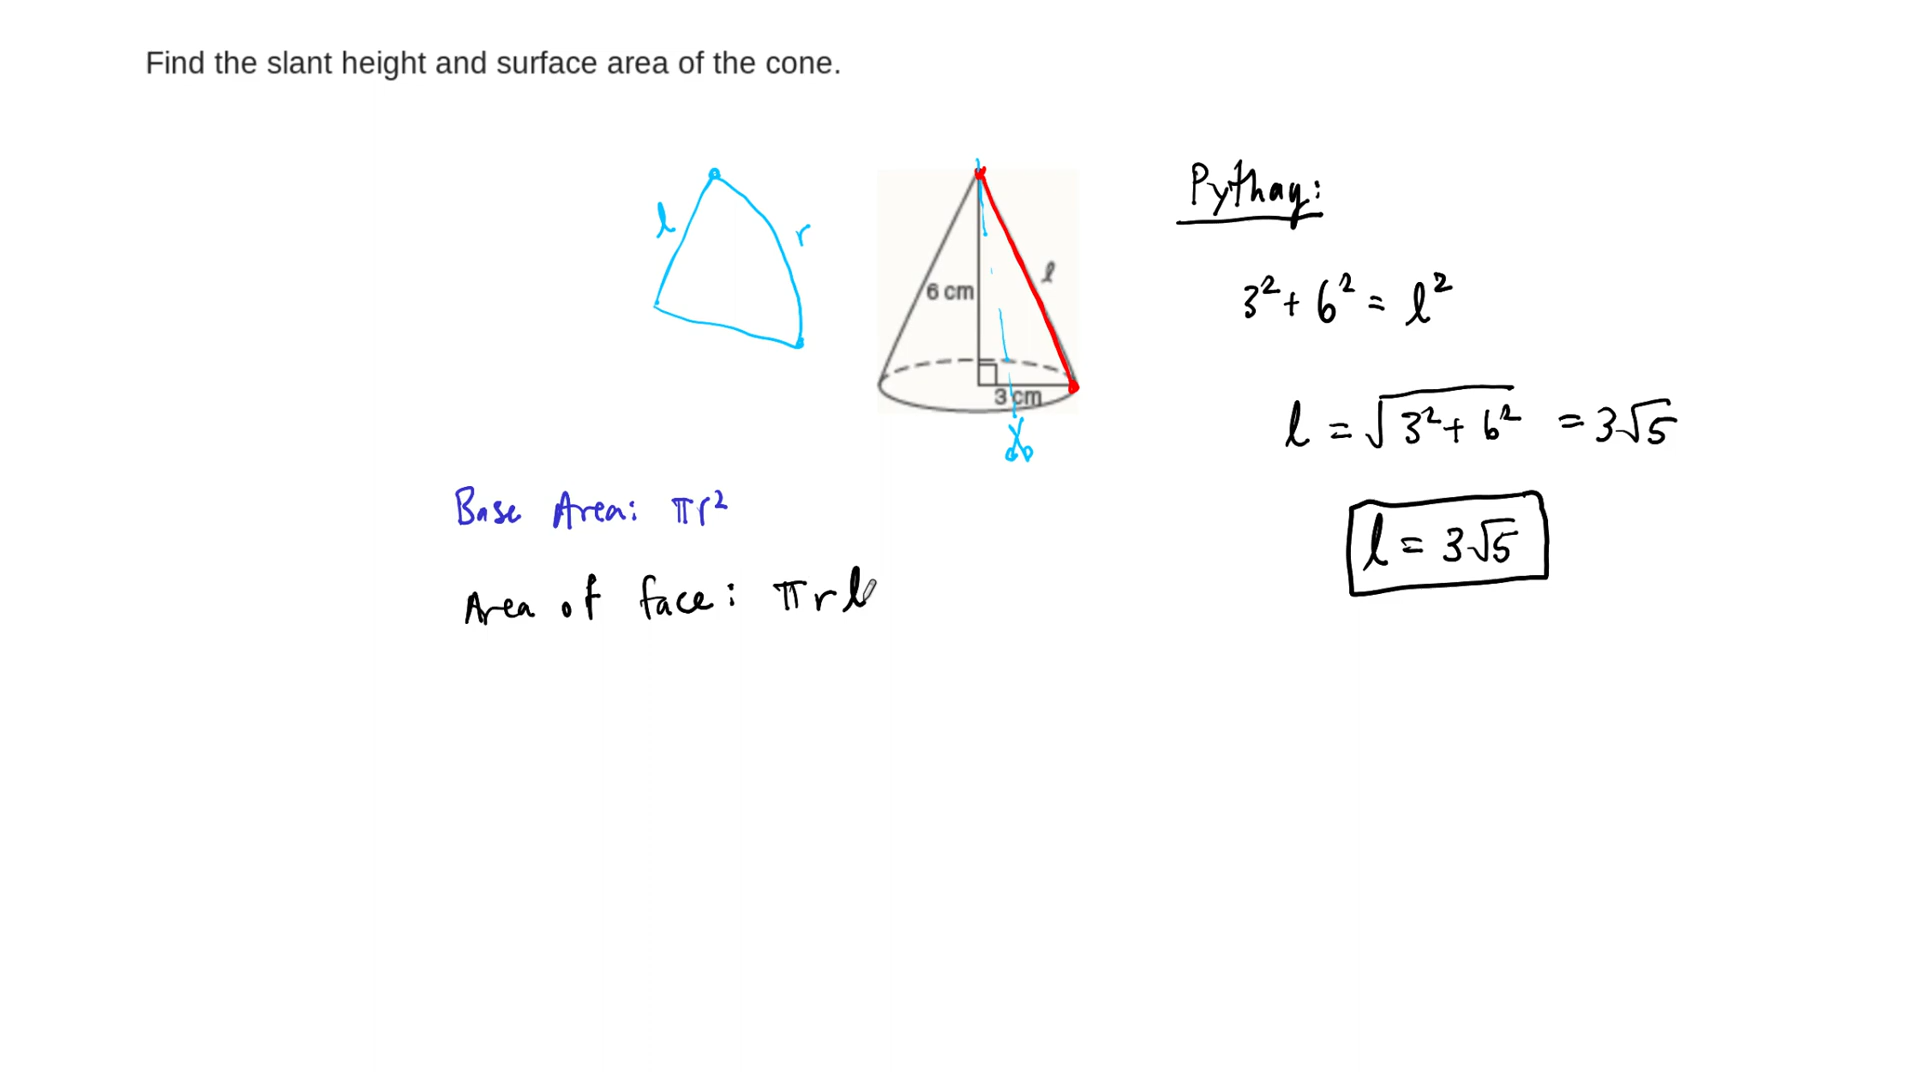 Find the slant height and surface area of the cone.
l
r
6 cm
l
3 cm
Pythag:
3² + 6² = l²
l = √3² + 6² = 3√5
l = 3√5
Base Area: πr²
Area of face: πrl